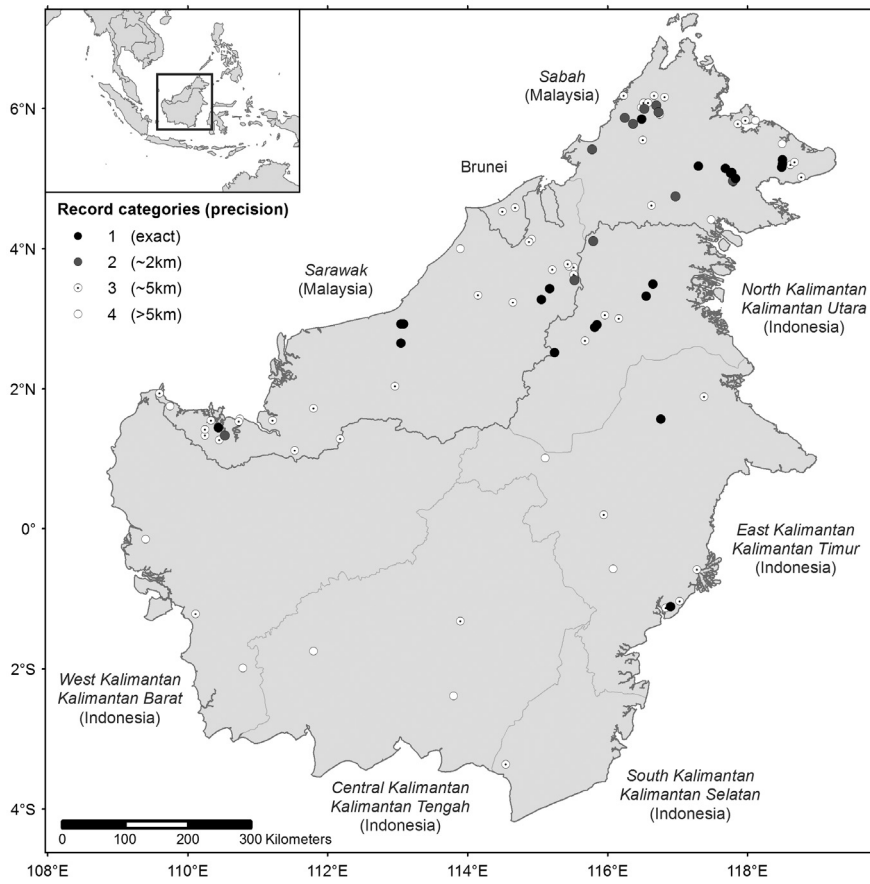 6°N
4°N
2°N
0°
2°S
4°S
Sabah
(Malaysia)
Brunei
Record categories (precision)
1 (exact)
2 (~2km)
3 (~5km)
4 (>5km)
Sarawak
(Malaysia)
North Kalimantan
Kalimantan Utara
(Indonesia)
East Kalimantan
Kalimantan Timur
(Indonesia)
West Kalimantan
Kalimantan Barat
(Indonesia)
Central Kalimantan
Kalimantan Tengah
(Indonesia)
South Kalimantan
Kalimantan Selatan
(Indonesia)
0 100 200 300 Kilometers
108°E 110°E 112°E 114°E 116°E 118°E